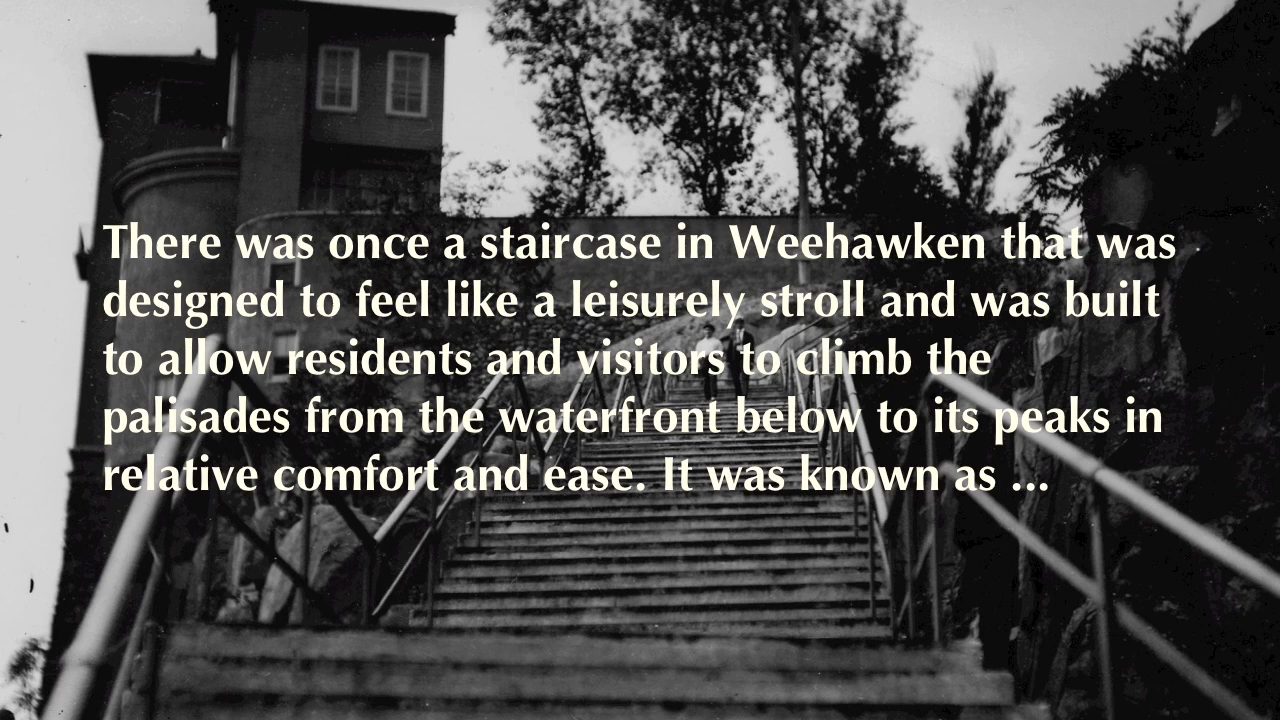 There was once a staircase in Weehawken that was
designed to feel like a leisurely stroll and was built
to allow residents and visitors to climb the
palisades from the waterfront below to its peaks in
relative comfort and ease. It was known as ...